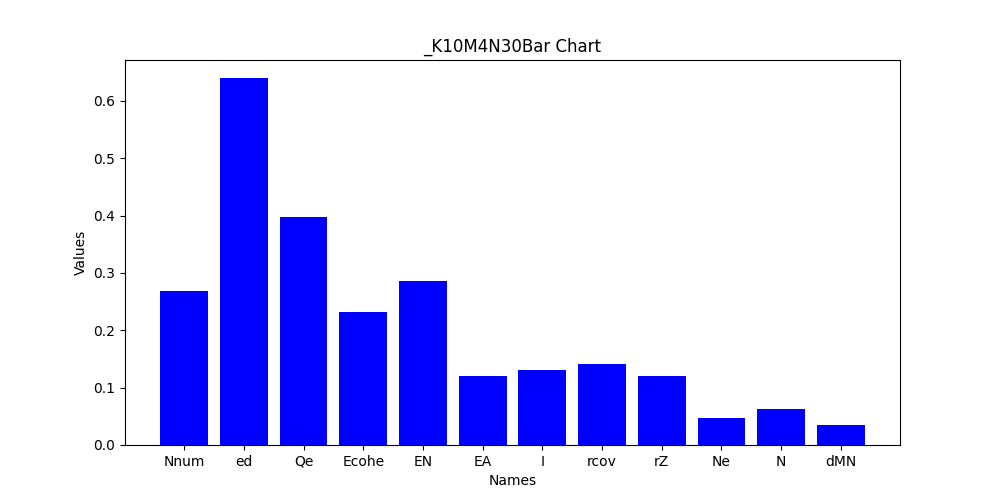 _K10M4N30Bar Chart
0.6
0.5
0.4
0.3
0.2
0.1
0.0
Values
Nnum ed Qe Ecohe EN EA I rcov rZ Ne N dMN
Names